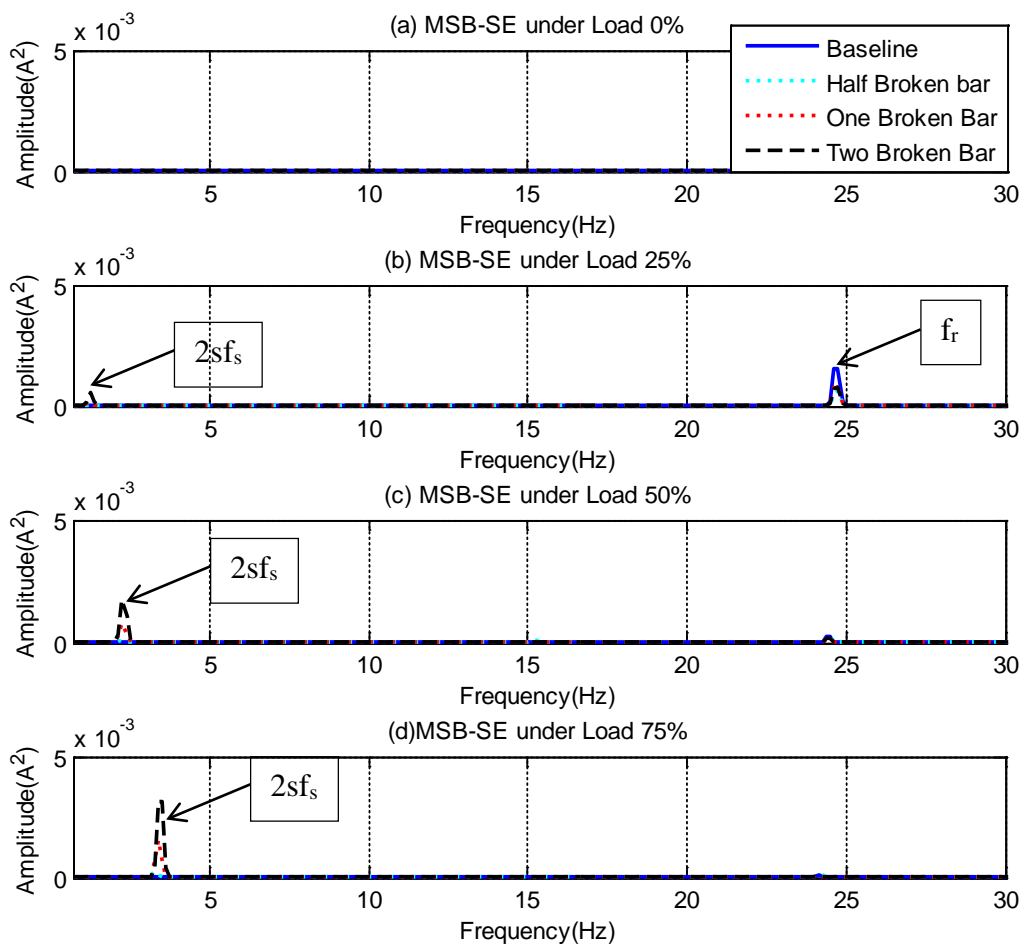 (a) MSB-SE under Load 0%
x 10^-3
Amplitude(A^2)
5
0
5 10 15 20 25 30
Frequency(Hz)
Baseline
Half Broken bar
One Broken Bar
Two Broken Bar
(b) MSB-SE under Load 25%
x 10^-3
Amplitude(A^2)
5
0
2sf_s
f_r
5 10 15 20 25 30
Frequency(Hz)
(c) MSB-SE under Load 50%
x 10^-3
Amplitude(A^2)
5
0
2sf_s
5 10 15 20 25 30
Frequency(Hz)
(d)MSB-SE under Load 75%
x 10^-3
Amplitude(A^2)
5
0
2sf_s
5 10 15 20 25 30
Frequency(Hz)